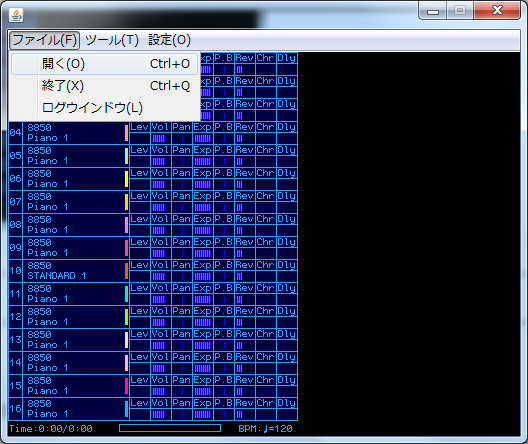 ファイル(F) ツール(T) 設定(O)
開く(O) Ctrl+O
終了(X) Ctrl+Q
ログウインドウ(L)
Exp P.B Rev Chr Dly
Exp P.B Rev Chr Dly
Exp P.B Rev Chr Dly
04 8850 Lev Vol Pan Exp P.B Rev Chr Dly
Piano 1
05 8850 Lev Vol Pan Exp P.B Rev Chr Dly
Piano 1
06 8850 Lev Vol Pan Exp P.B Rev Chr Dly
Piano 1
07 8850 Lev Vol Pan Exp P.B Rev Chr Dly
Piano 1
08 8850 Lev Vol Pan Exp P.B Rev Chr Dly
Piano 1
09 8850 Lev Vol Pan Exp P.B Rev Chr Dly
Piano 1
10 8850 Lev Vol Pan Exp P.B Rev Chr Dly
STANDARD 1
11 8850 Lev Vol Pan Exp P.B Rev Chr Dly
Piano 1
12 8850 Lev Vol Pan Exp P.B Rev Chr Dly
Piano 1
13 8850 Lev Vol Pan Exp P.B Rev Chr Dly
Piano 1
14 8850 Lev Vol Pan Exp P.B Rev Chr Dly
Piano 1
15 8850 Lev Vol Pan Exp P.B Rev Chr Dly
Piano 1
16 8850 Lev Vol Pan Exp P.B Rev Chr Dly
Piano 1
Time:0:00/0:00 BPM:♩=120